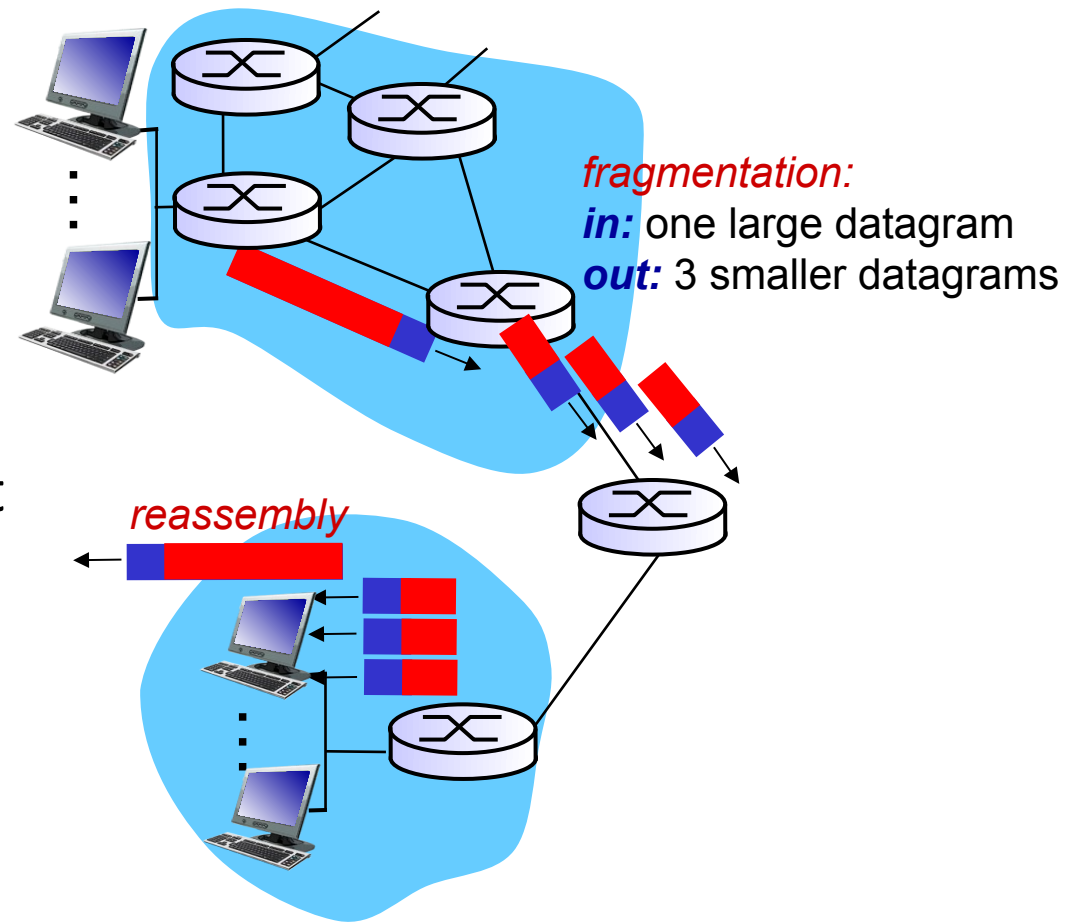 fragmentation:
in: one large datagram
out: 3 smaller datagrams
t
reassembly